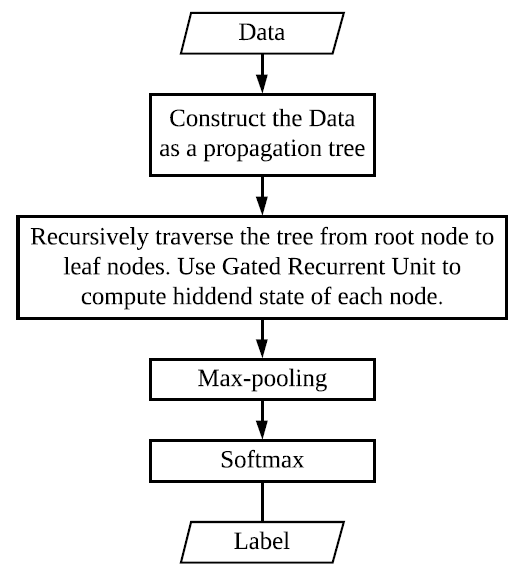 Data
Construct the Data
as a propagation tree
Recursively traverse the tree from root node to
leaf nodes. Use Gated Recurrent Unit to
compute hiddend state of each node.
Max-pooling
Softmax
Label